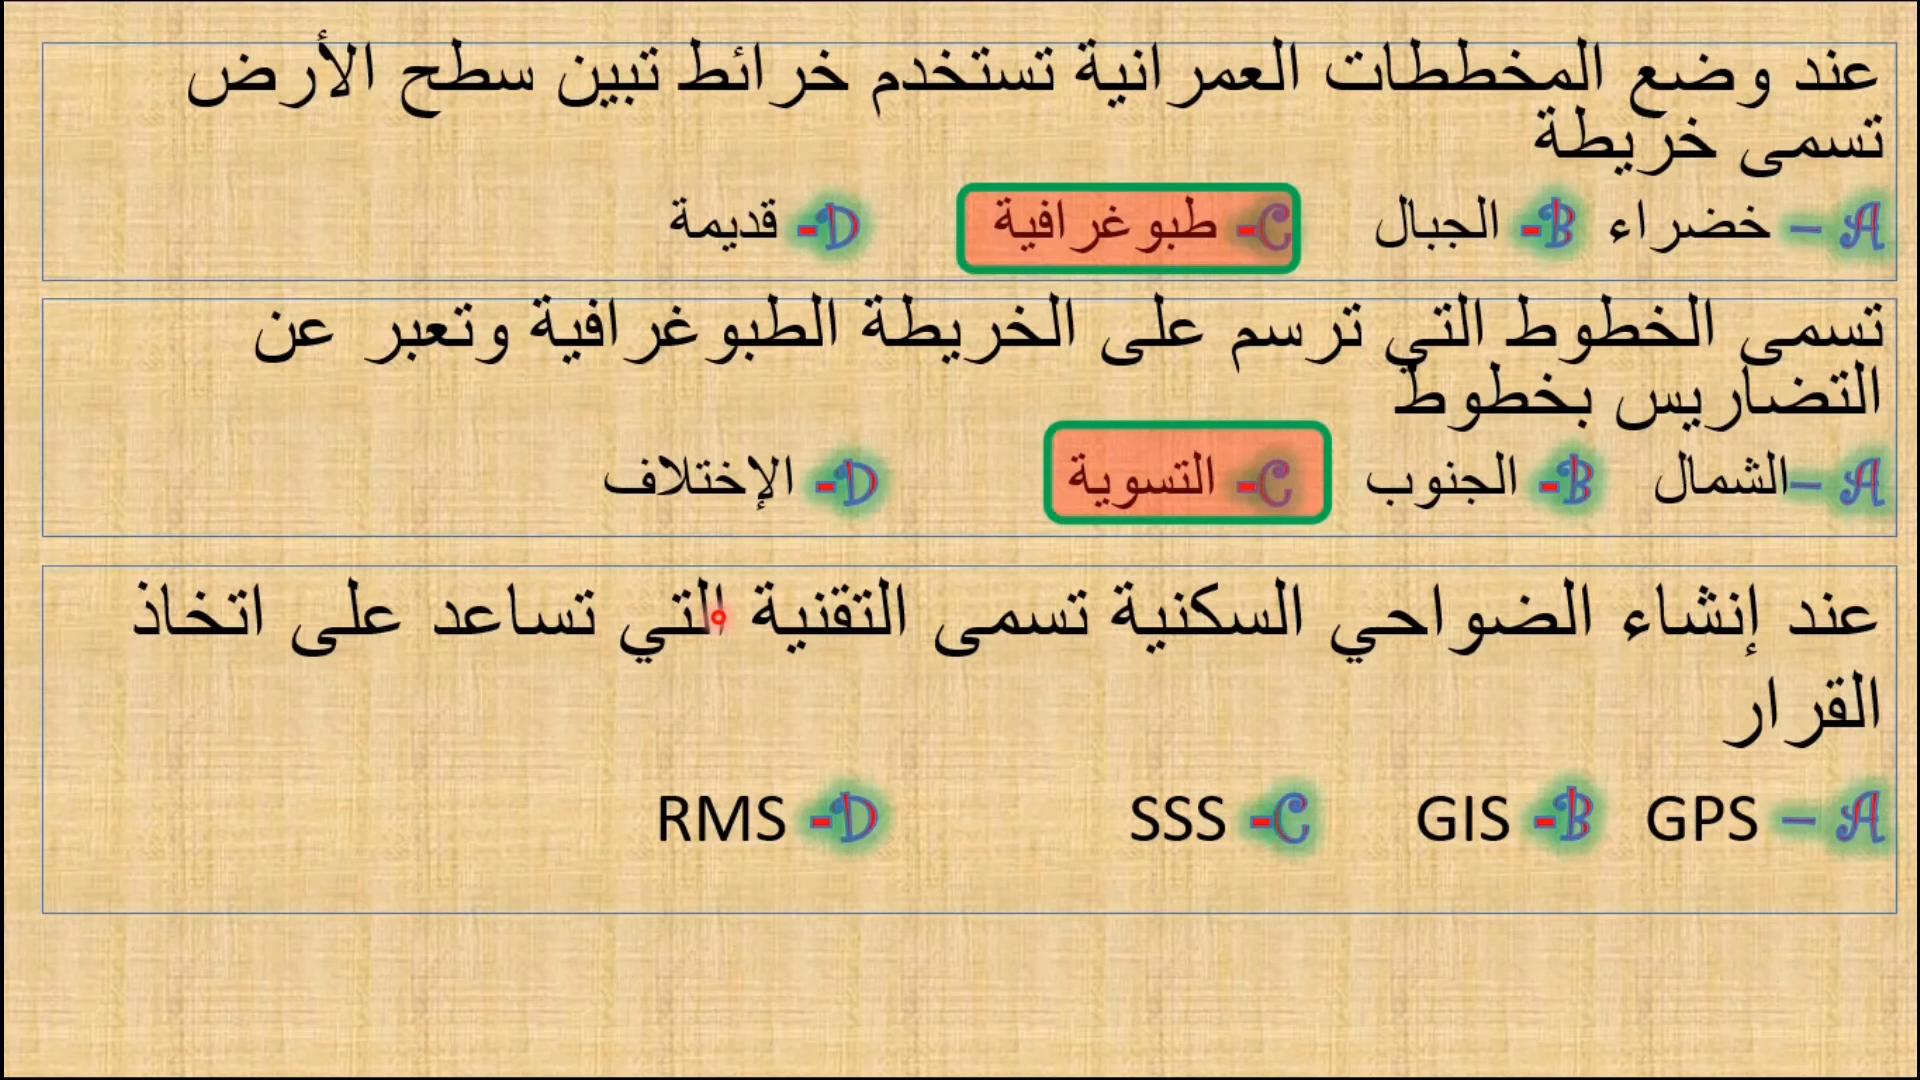 عند وضع المخططات العمرانية تستخدم خرائط تبين سطح الأرض
تسمى خريطة
A – خضراء B- الجبال C- طبوغرافية D- قديمة
تسمى الخطوط التي ترسم على الخريطة الطبوغرافية وتعبر عن
التضاريس بخطوط
A –الشمال B- الجنوب C- التسوية D- الإختلاف
عند إنشاء الضواحي السكنية تسمى التقنية التي تساعد على اتخاذ
القرار
A – GPS B- GIS C- SSS D- RMS